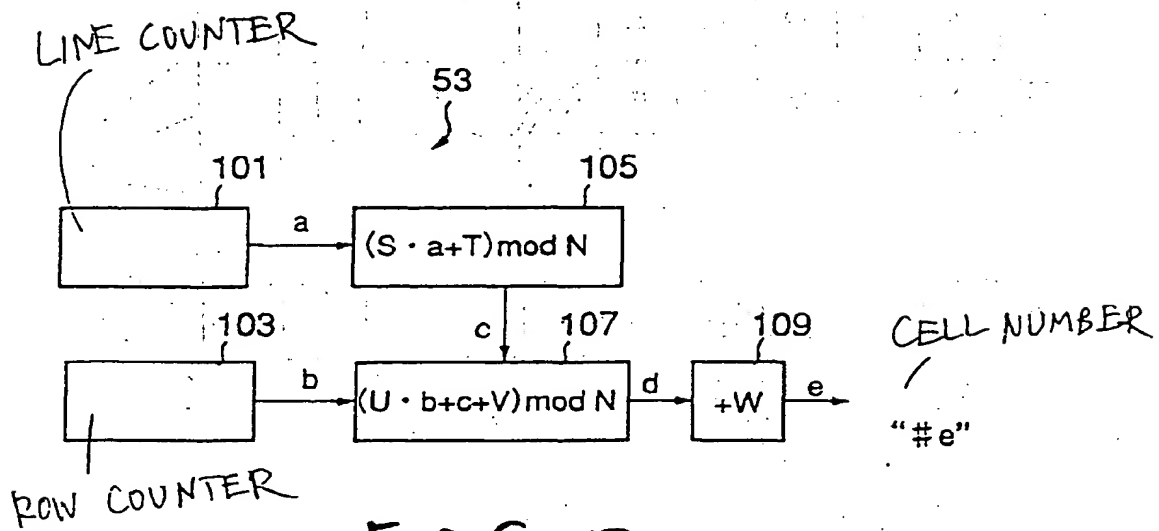 LINE COUNTER
53
101
105
a
(S · a+T) mod N
c
103
107
109
CELL NUMBER
b
(U · b+c+V) mod N
d
+W
e
"#e"
ROW COUNTER